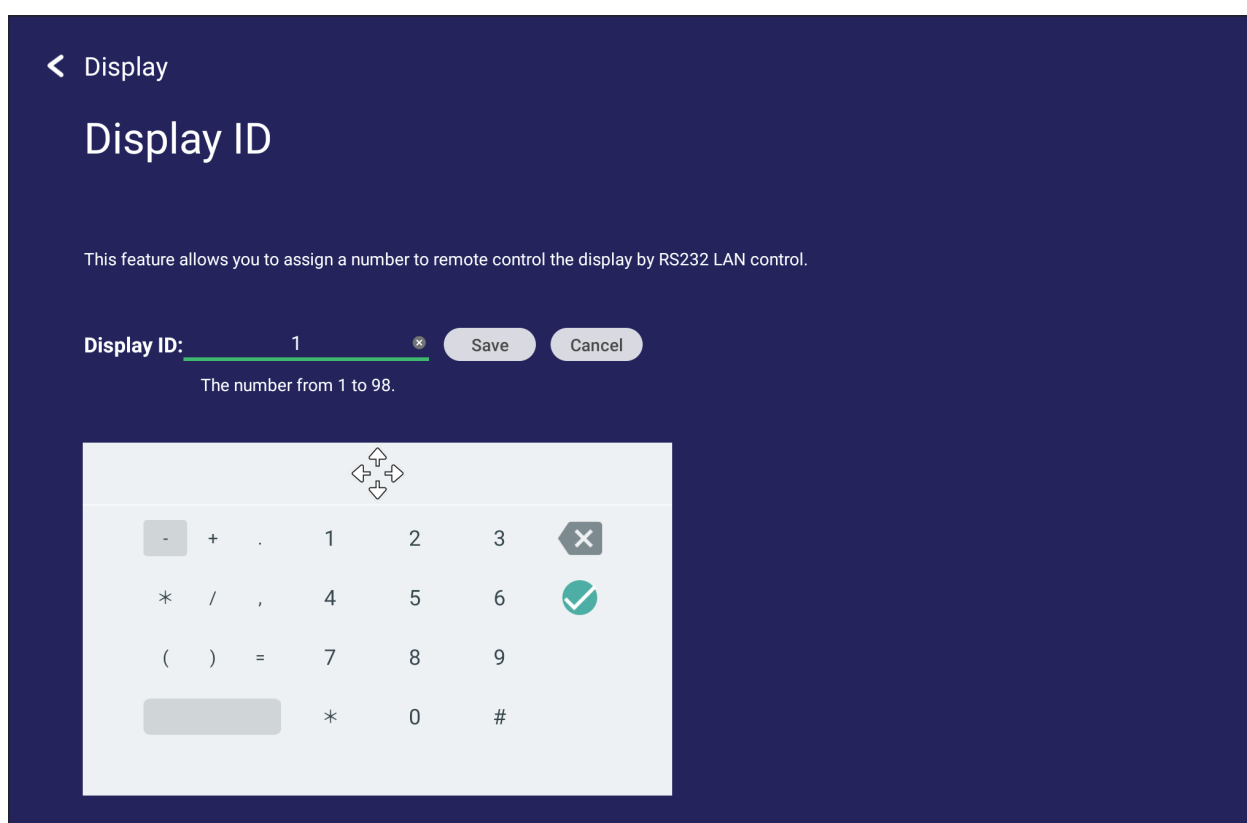 Display
Display ID
This feature allows you to assign a number to remote control the display by RS232 LAN control.
Display ID: 1 Save Cancel
The number from 1 to 98.
- + . 1 2 3
* / , 4 5 6
( ) = 7 8 9
* 0 #